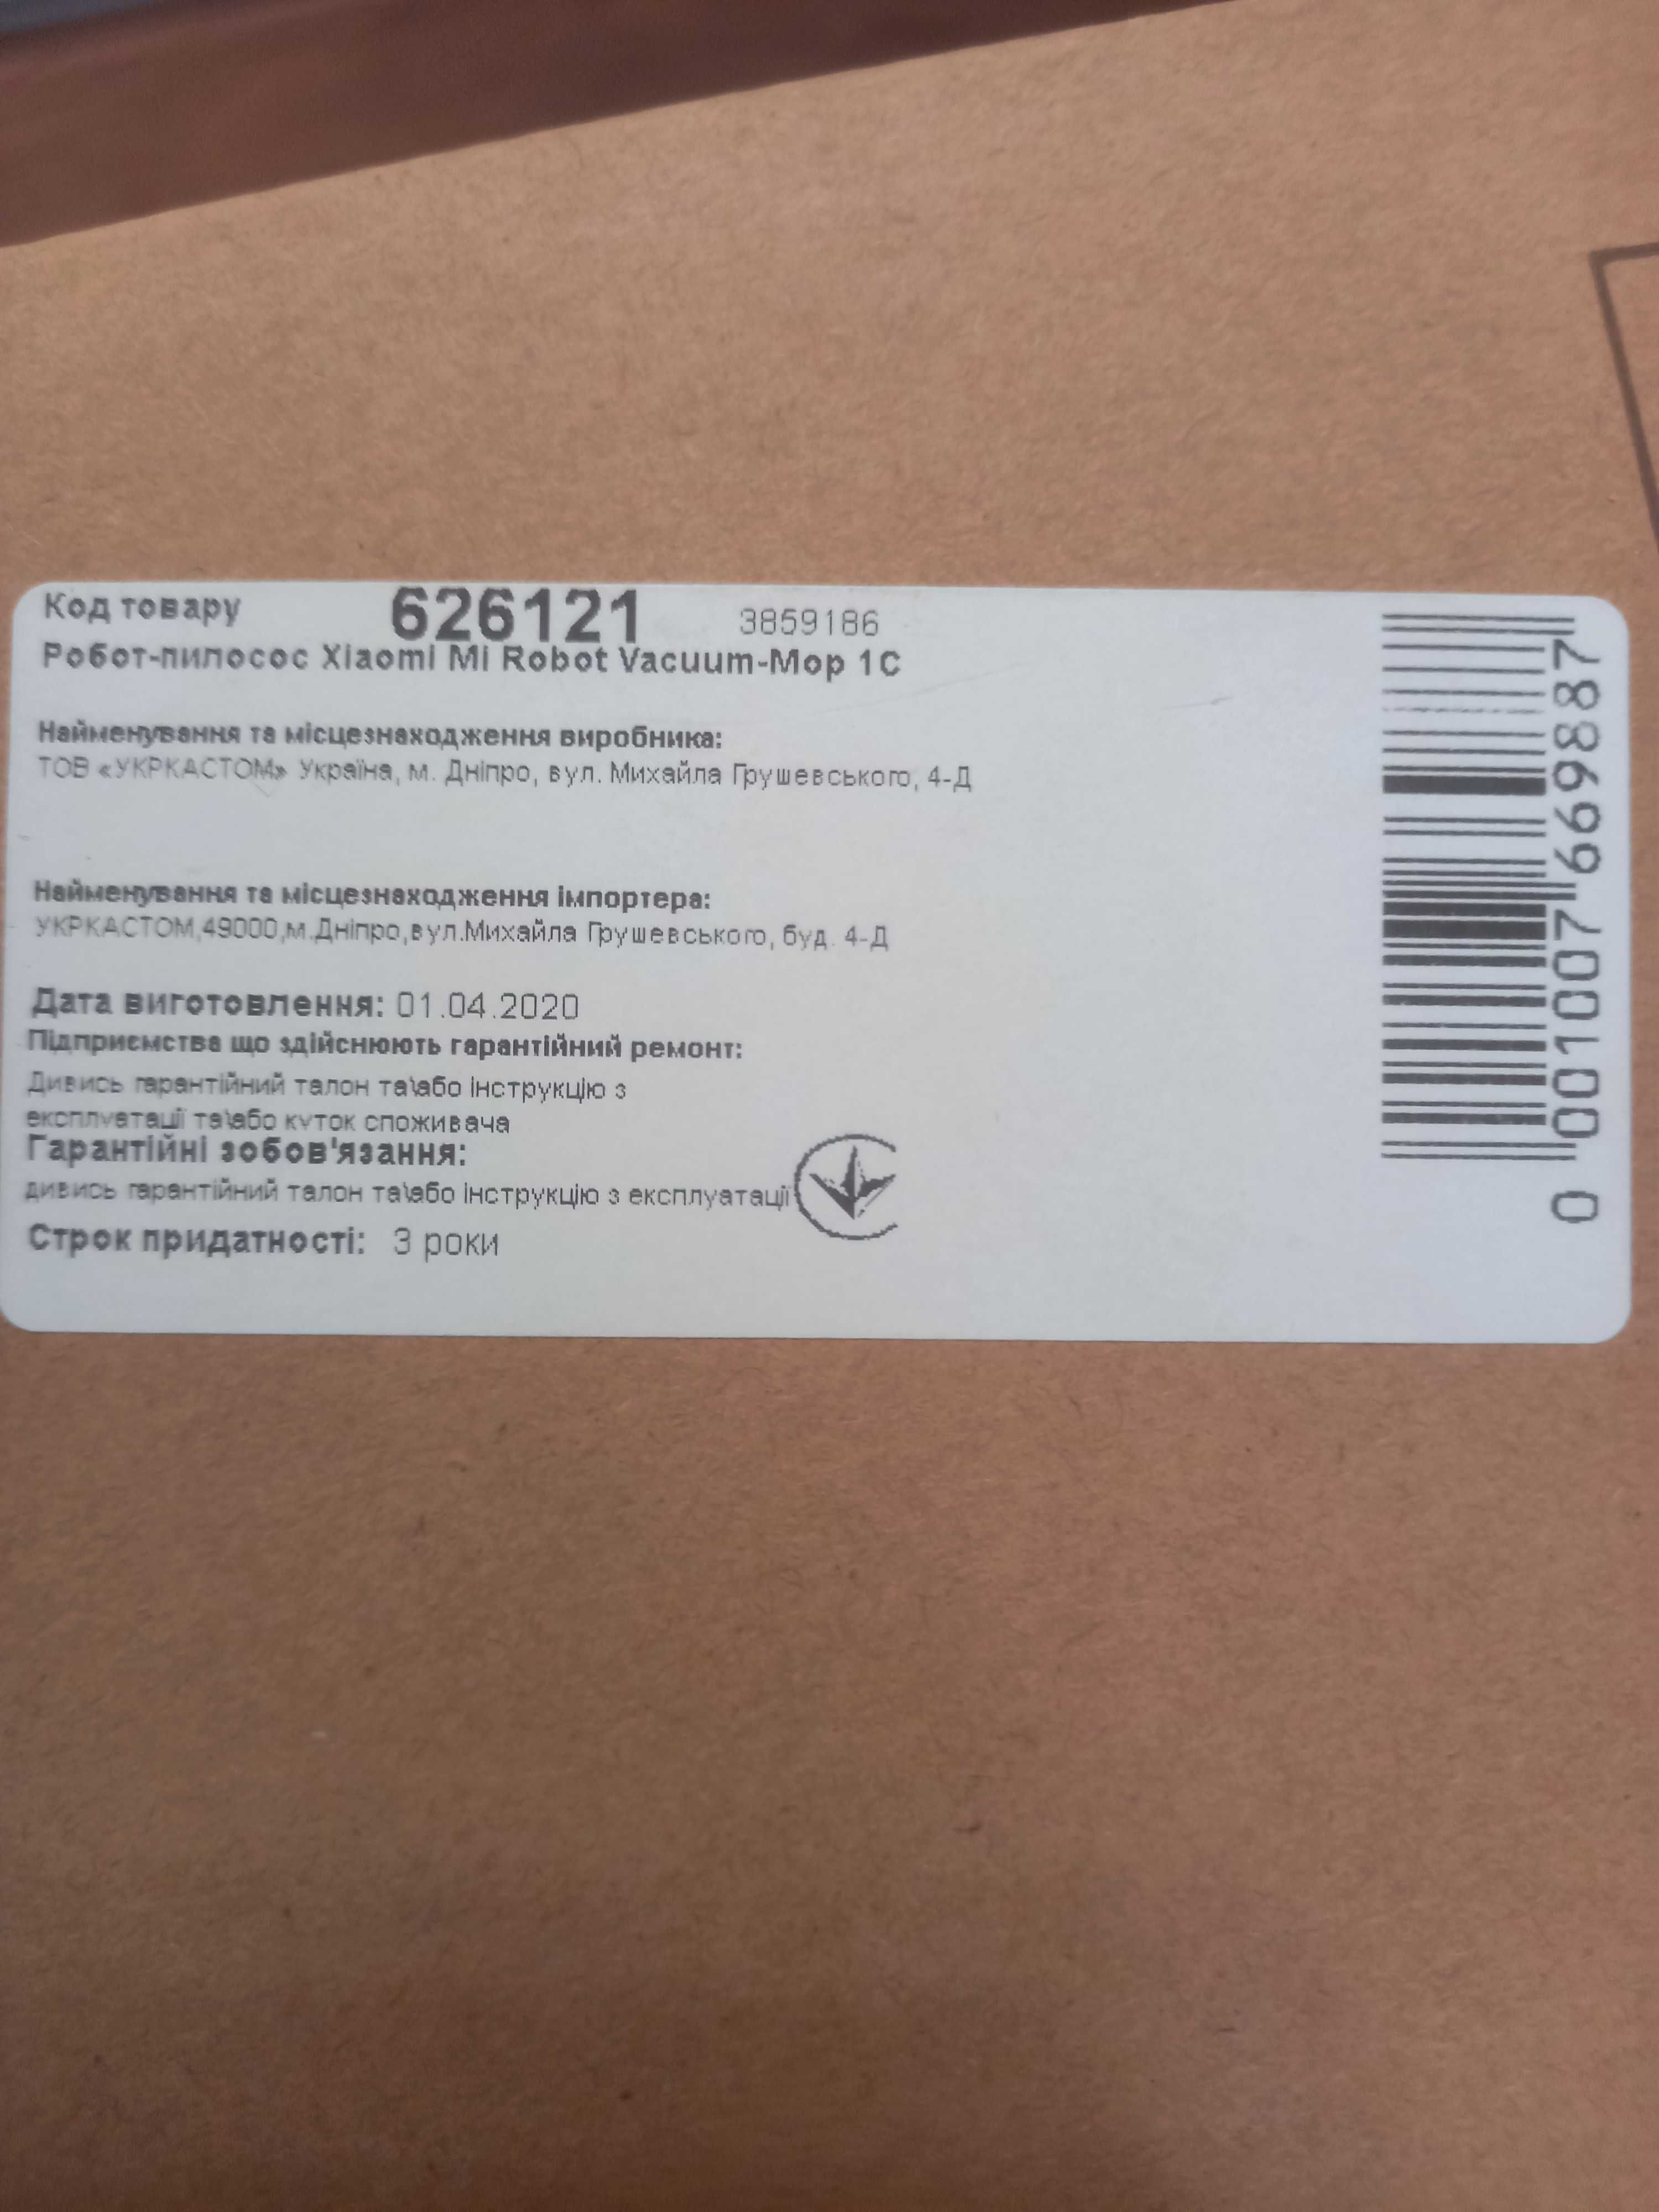 Код товару 626121 3859186
Робот-пилосос Xiaomi Mi Robot Vacuum-Mop 1C
Найменування та місцезнаходження виробника:
ТОВ «УКРКАСТОМ» Україна, м. Дніпро, вул. Михайла Грушевського, 4-Д
Найменування та місцезнаходження імпортера:
УКРКАСТОМ,49000,м.Дніпро,вул.Михайла Грушевського, буд. 4-Д
Дата виготовлення: 01.04.2020
Підприємства що здійснюють гарантійний ремонт:
Дивись гарантійний талон та\або інструкцію з
експлуатації та\або куток споживача
Гарантійні зобов'язання:
дивись гарантійний талон та\або інструкцію з експлуатації
Строк придатності: 3 роки
0 001007 669887